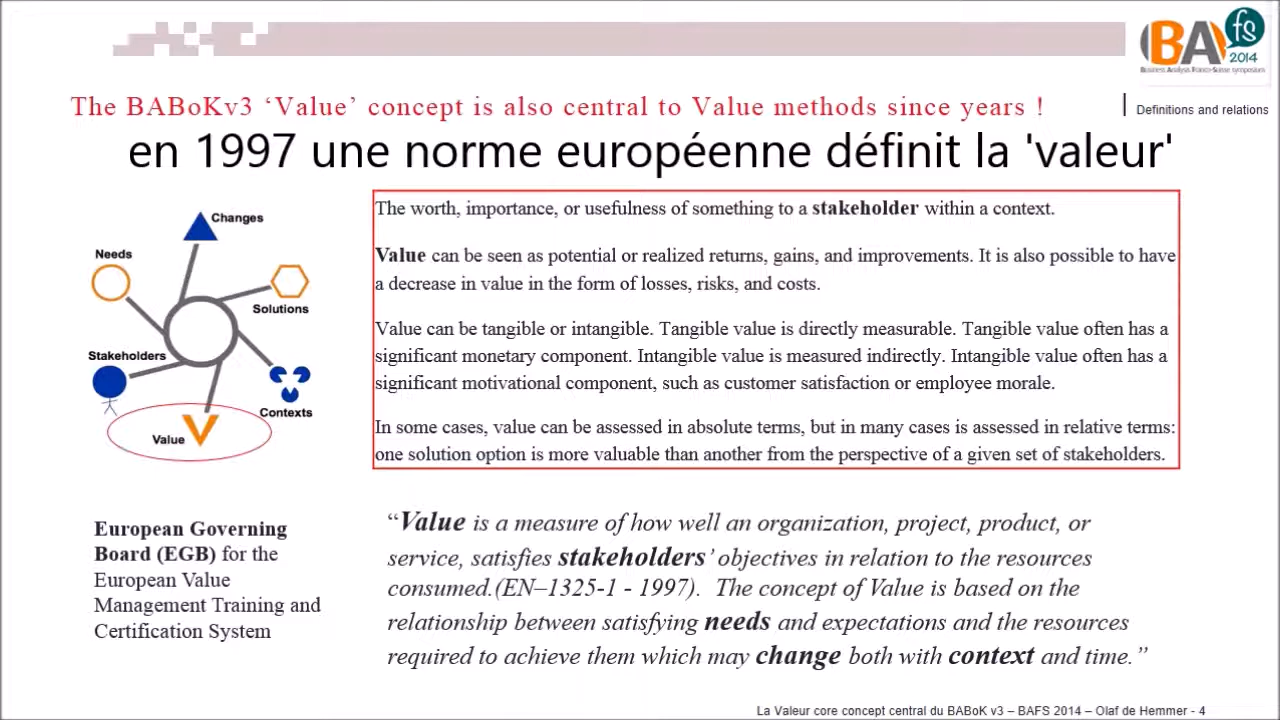 BA fs 2014
Business Analysis Franco-Suisse symposiums
The BABoKv3 ‘Value’ concept is also central to Value methods since years !
Definitions and relations
en 1997 une norme européenne définit la 'valeur'
Changes
Needs
Solutions
Stakeholders
Contexts
Value
The worth, importance, or usefulness of something to a stakeholder within a context.
Value can be seen as potential or realized returns, gains, and improvements. It is also possible to have
a decrease in value in the form of losses, risks, and costs.
Value can be tangible or intangible. Tangible value is directly measurable. Tangible value often has a
significant monetary component. Intangible value is measured indirectly. Intangible value often has a
significant motivational component, such as customer satisfaction or employee morale.
In some cases, value can be assessed in absolute terms, but in many cases is assessed in relative terms:
one solution option is more valuable than another from the perspective of a given set of stakeholders.
European Governing
Board (EGB) for the
European Value
Management Training and
Certification System
“Value is a measure of how well an organization, project, product, or
service, satisfies stakeholders’ objectives in relation to the resources
consumed.(EN–1325-1 - 1997). The concept of Value is based on the
relationship between satisfying needs and expectations and the resources
required to achieve them which may change both with context and time.”
La Valeur core concept central du BABoK v3 – BAFS 2014 – Olaf de Hemmer - 4